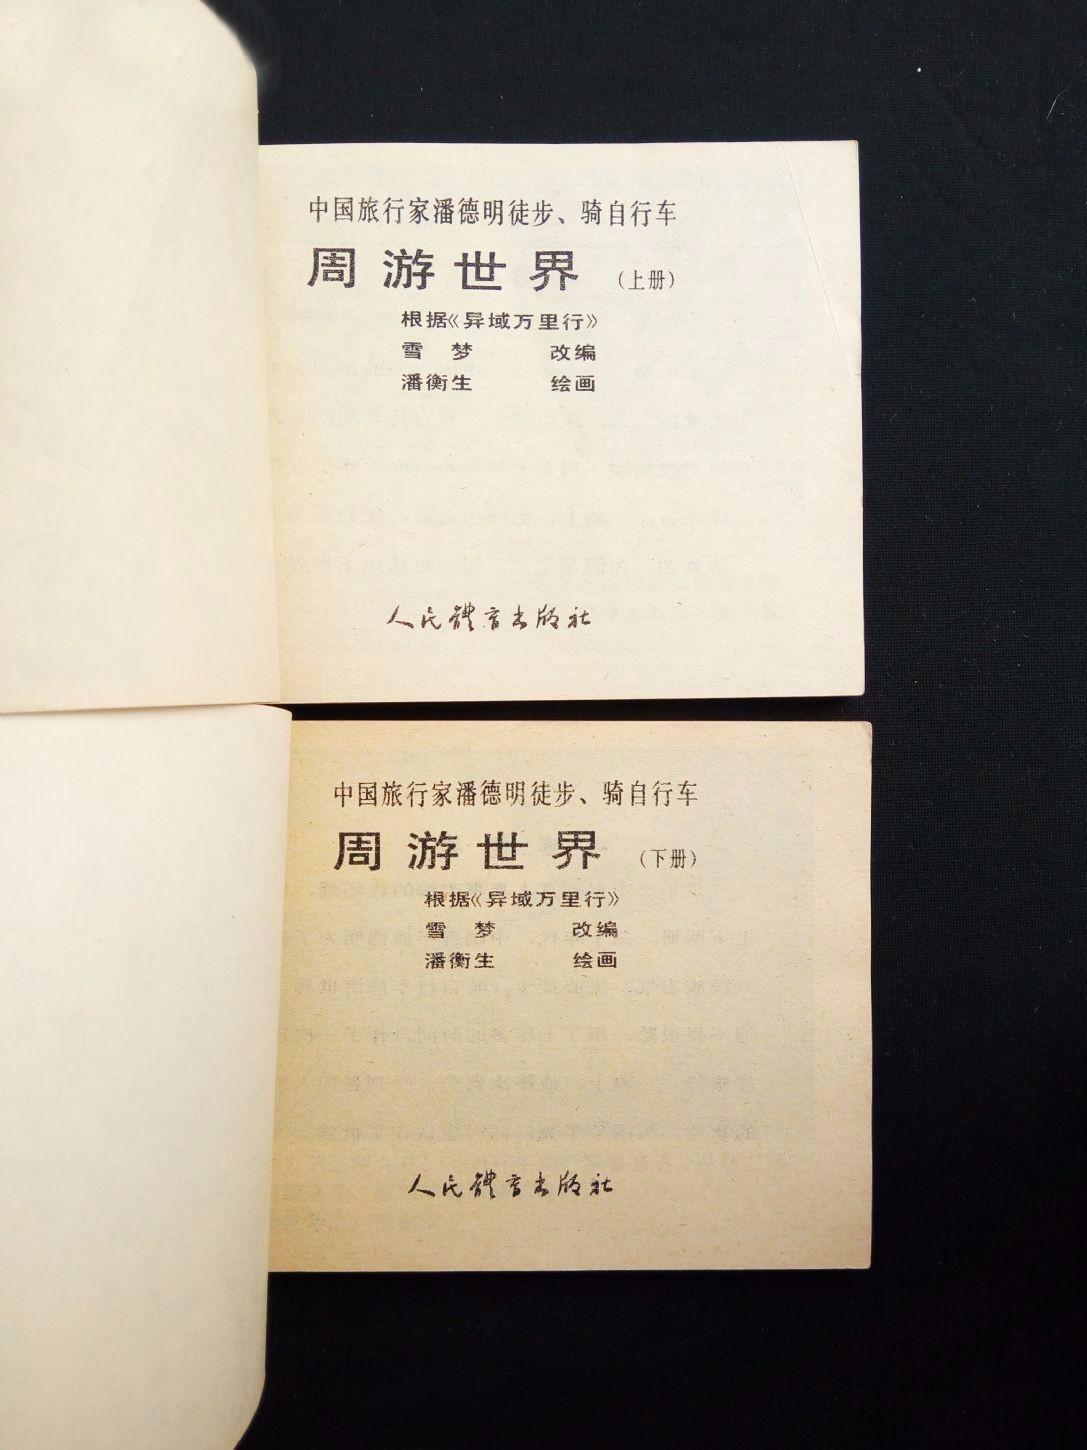 中国旅行家潘德明徒步、骑自行车
周游世界（上册）
根据《异域万里行》
雪梦 改编
潘衡生 绘画
人民體育出版社
中国旅行家潘德明徒步、骑自行车
周游世界（下册）
根据《异域万里行》
雪梦 改编
潘衡生 绘画
人民體育出版社